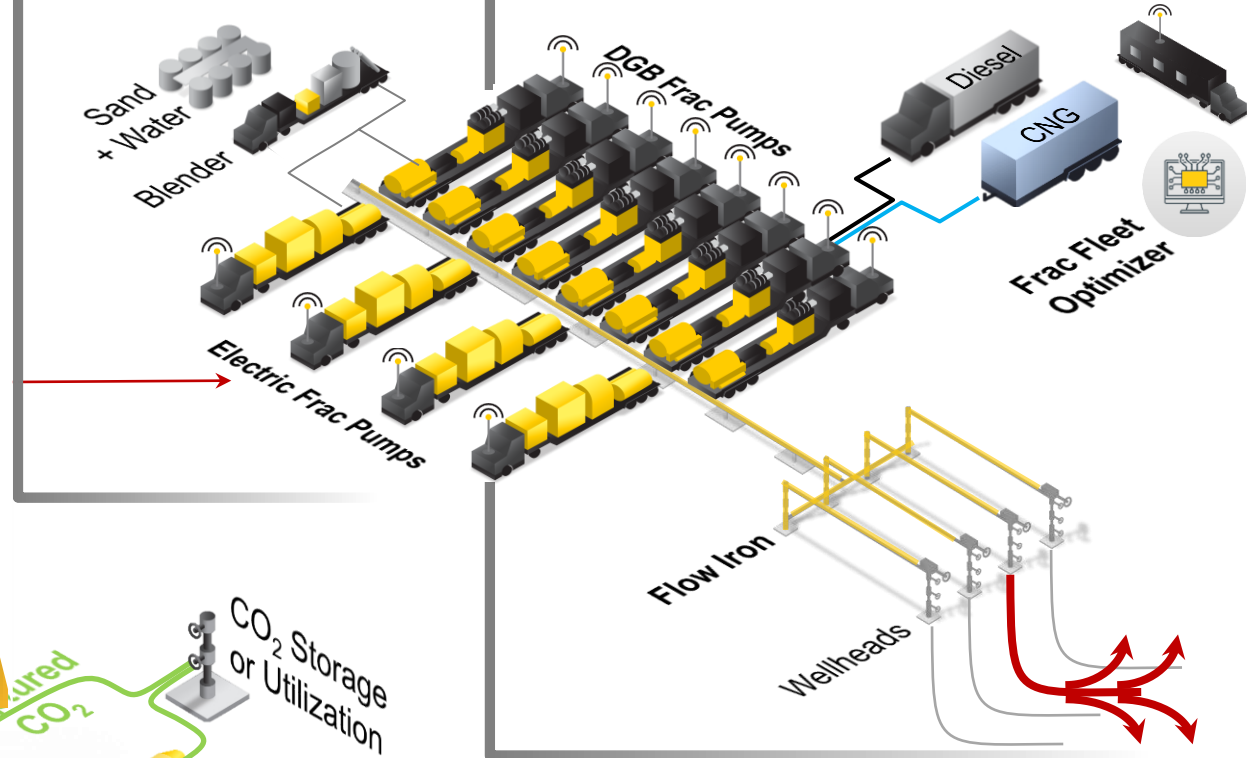 Sand
+ Water
Blender
DGB Frac Pumps
Diesel
CNG
Frac Fleet
Optimizer
Electric Frac Pumps
Flow Iron
Wellheads
CO₂ Storage
or Utilization
CO₂